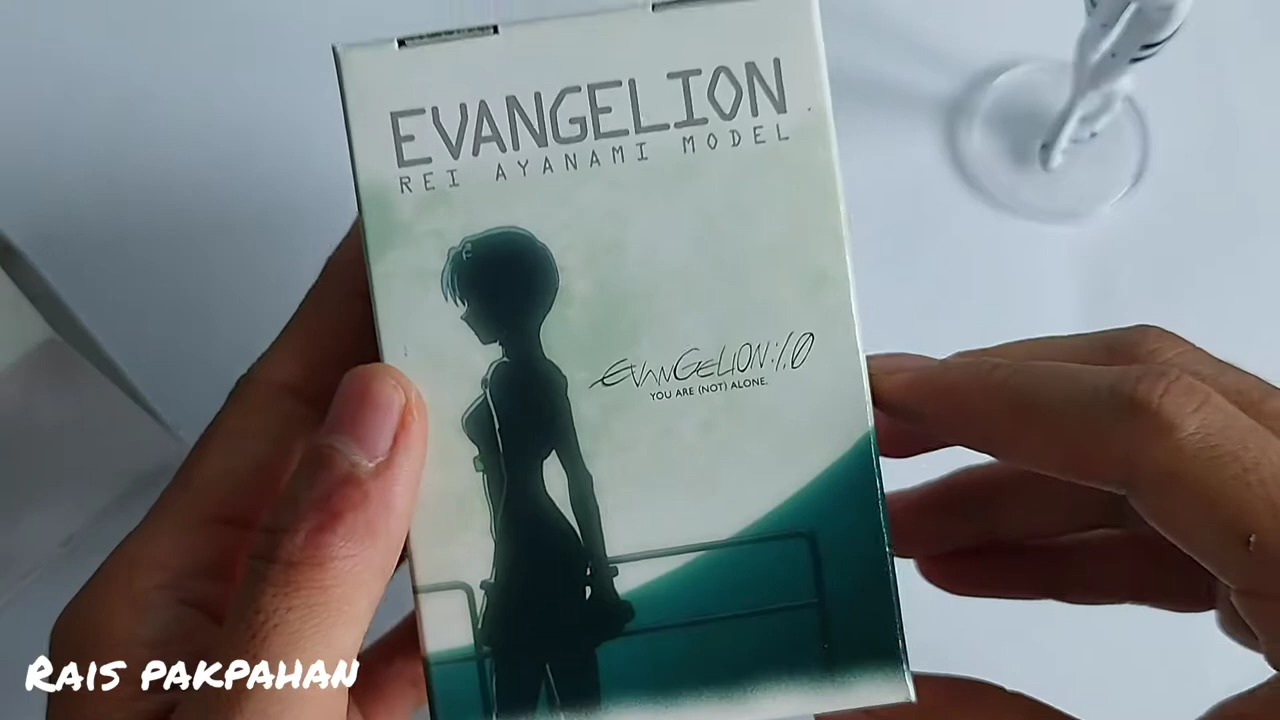 EVANGELION
REI AYANAMI MODEL
EVANGELION:1.0
YOU ARE (NOT) ALONE.
RAIS PAKPAHAN